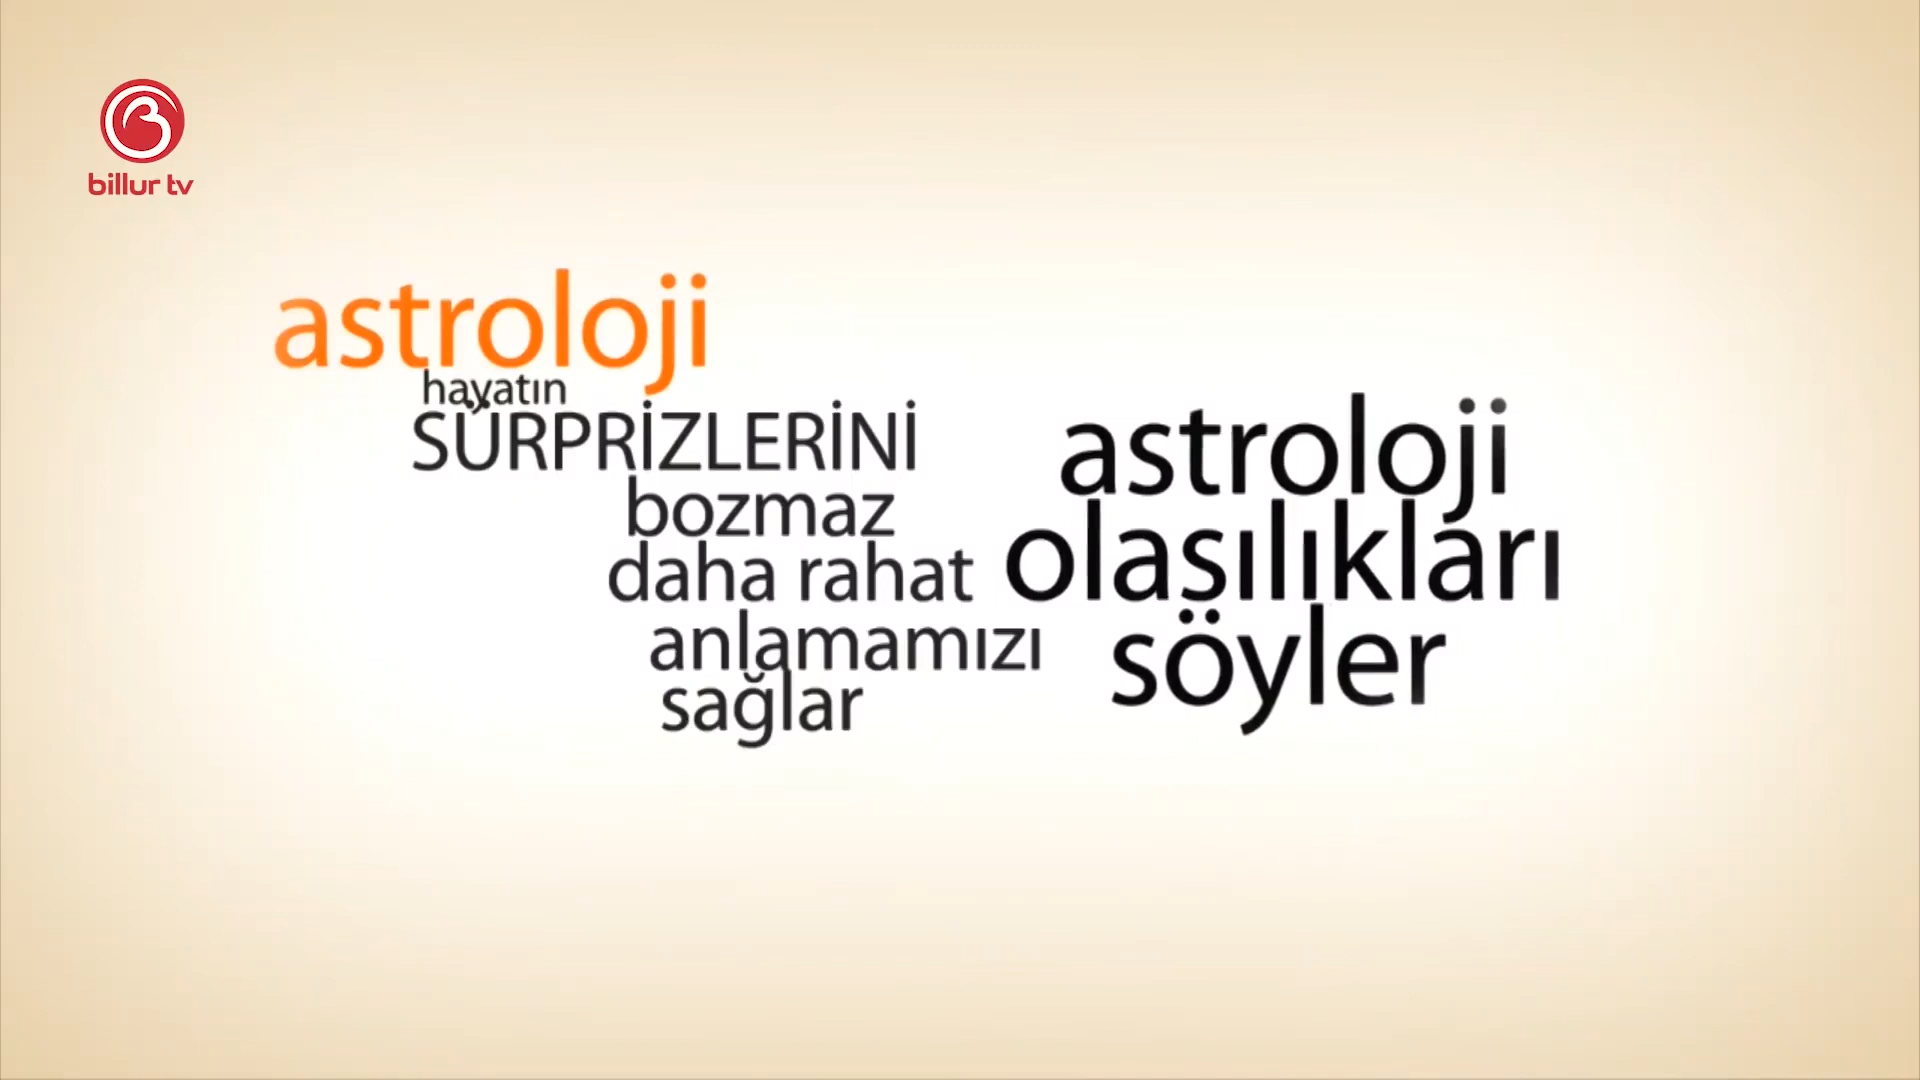 billur tv
astroloji
hayatın
SÜRPRİZLERİNİ
bozmaz
daha rahat
anlamamızı
sağlar
astroloji
olasılıkları
söyler